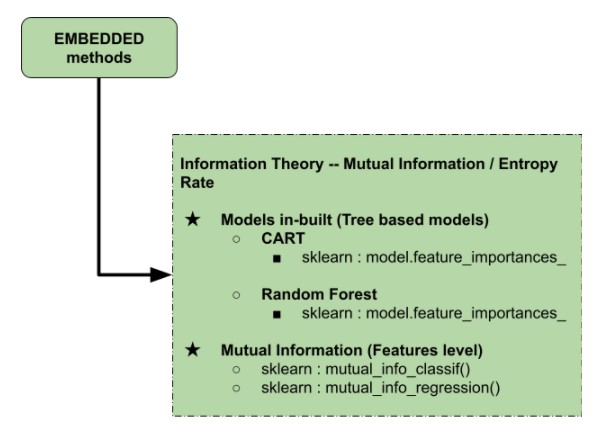 EMBEDDED
methods
Information Theory -- Mutual Information / Entropy
Rate
★ Models in-built (Tree based models)
○ CART
■ sklearn : model.feature_importances_
○ Random Forest
■ sklearn : model.feature_importances_
★ Mutual Information (Features level)
○ sklearn : mutual_info_classif()
○ sklearn : mutual_info_regression()